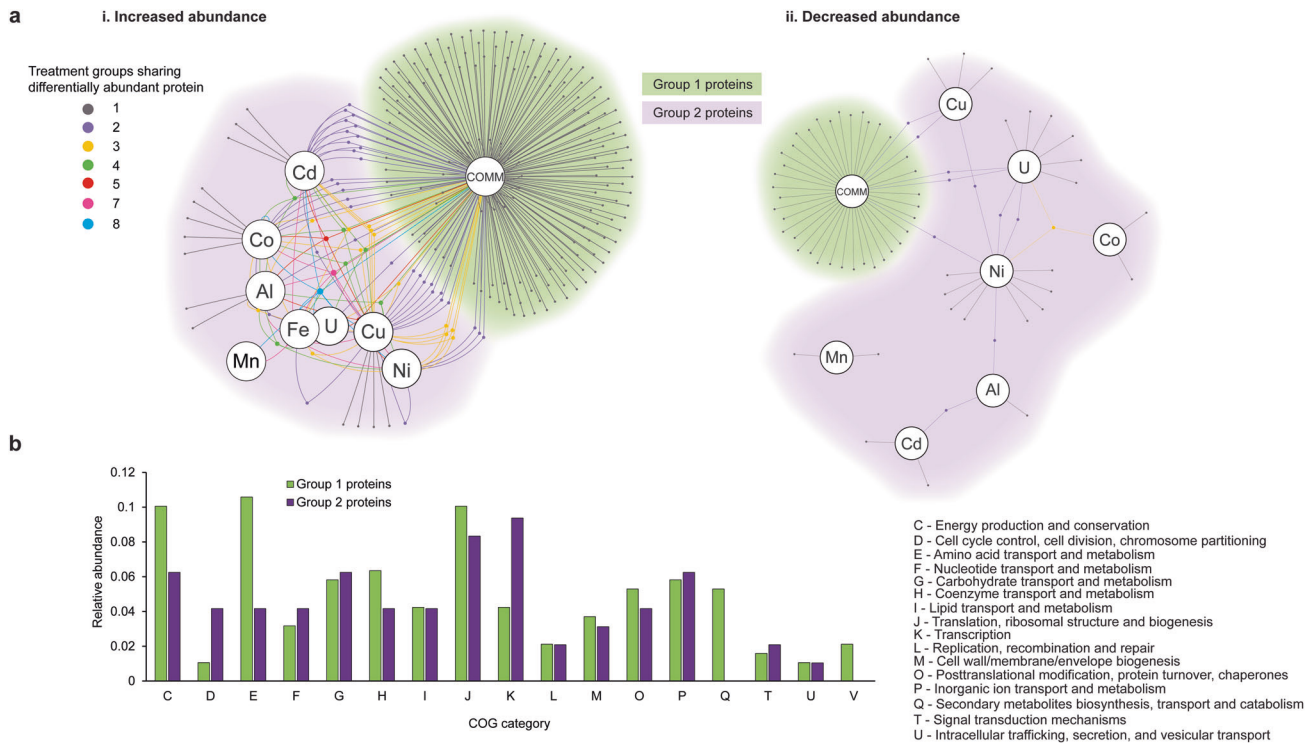 a
i. Increased abundance
ii. Decreased abundance
Treatment groups sharing
differentially abundant protein
1
2
3
4
5
7
8
Group 1 proteins
Group 2 proteins
Cd
COMM
Co
Al
Fe
U
Cu
Mn
Ni
Cu
U
COMM
Co
Ni
Mn
Al
Cd
b
Relative abundance
0.12
0.1
0.08
0.06
0.04
0.02
0
Group 1 proteins
Group 2 proteins
C D E F G H I J K L M O P Q T U V
COG category
C - Energy production and conservation
D - Cell cycle control, cell division, chromosome partitioning
E - Amino acid transport and metabolism
F - Nucleotide transport and metabolism
G - Carbohydrate transport and metabolism
H - Coenzyme transport and metabolism
I - Lipid transport and metabolism
J - Translation, ribosomal structure and biogenesis
K - Transcription
L - Replication, recombination and repair
M - Cell wall/membrane/envelope biogenesis
O - Posttranslational modification, protein turnover, chaperones
P - Inorganic ion transport and metabolism
Q - Secondary metabolites biosynthesis, transport and catabolism
T - Signal transduction mechanisms
U - Intracellular trafficking, secretion, and vesicular transport